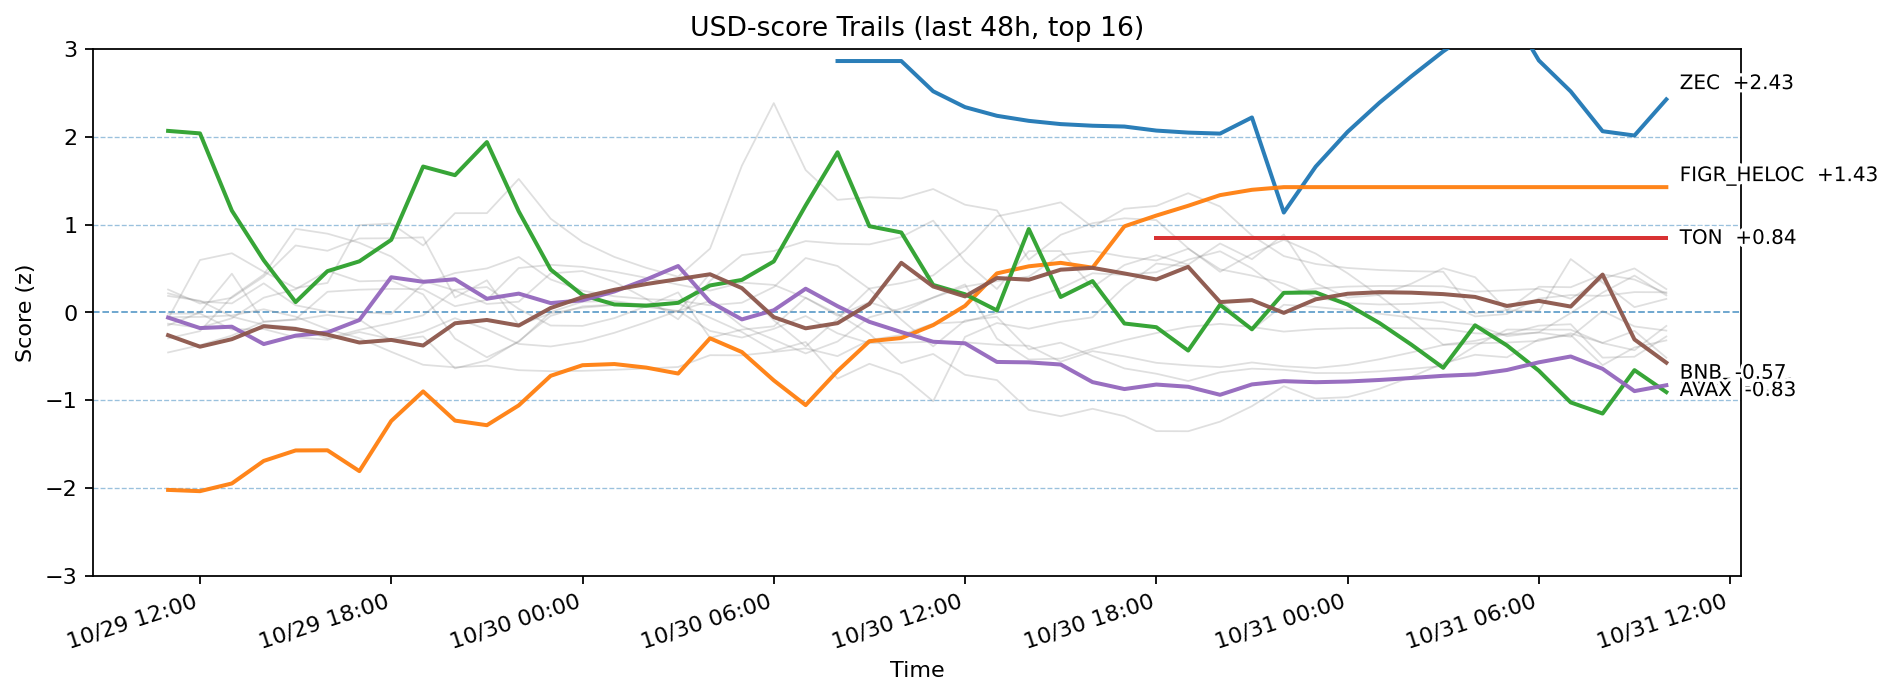 USD-score Trails (last 48h, top 16)
Score (z)
3
2
1
0
−1
−2
−3
ZEC +2.43
FIGR_HELOC +1.43
TON +0.84
BNB -0.57
AVAX -0.83
10/29 12:00
10/29 18:00
10/30 00:00
10/30 06:00
10/30 12:00
10/30 18:00
10/31 00:00
10/31 06:00
10/31 12:00
Time